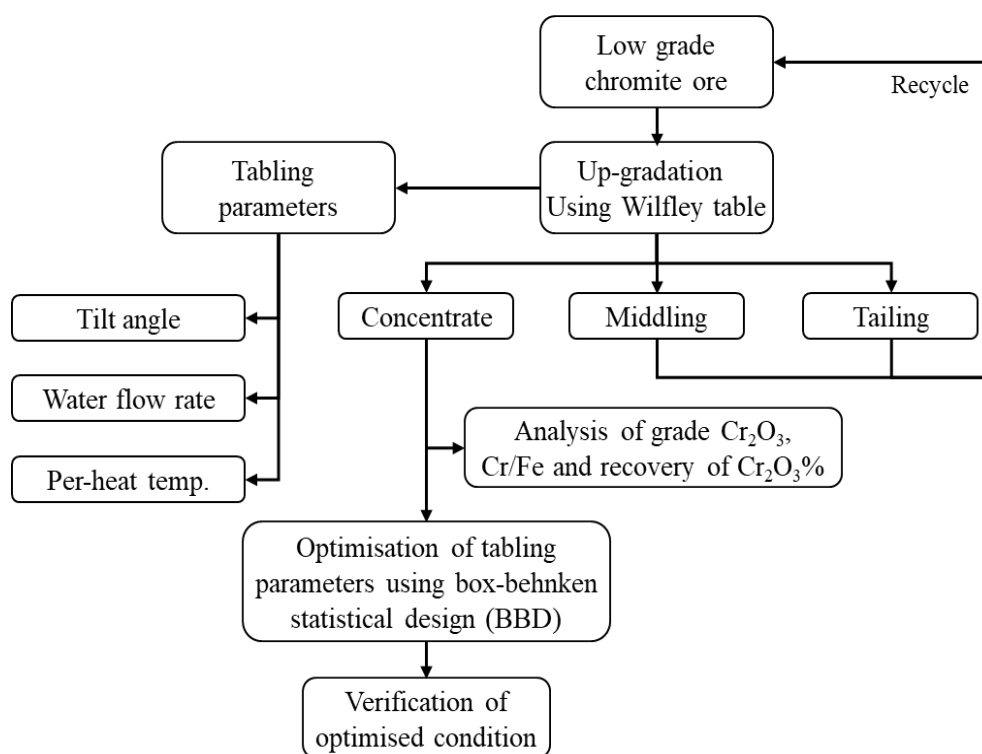 Low grade
chromite ore
Recycle
Up-gradation
Using Wilfley table
Tabling
parameters
Tilt angle
Water flow rate
Per-heat temp.
Concentrate
Middling
Tailing
Analysis of grade Cr₂O₃,
Cr/Fe and recovery of Cr₂O₃%
Optimisation of tabling
parameters using box-behnken
statistical design (BBD)
Verification of
optimised condition